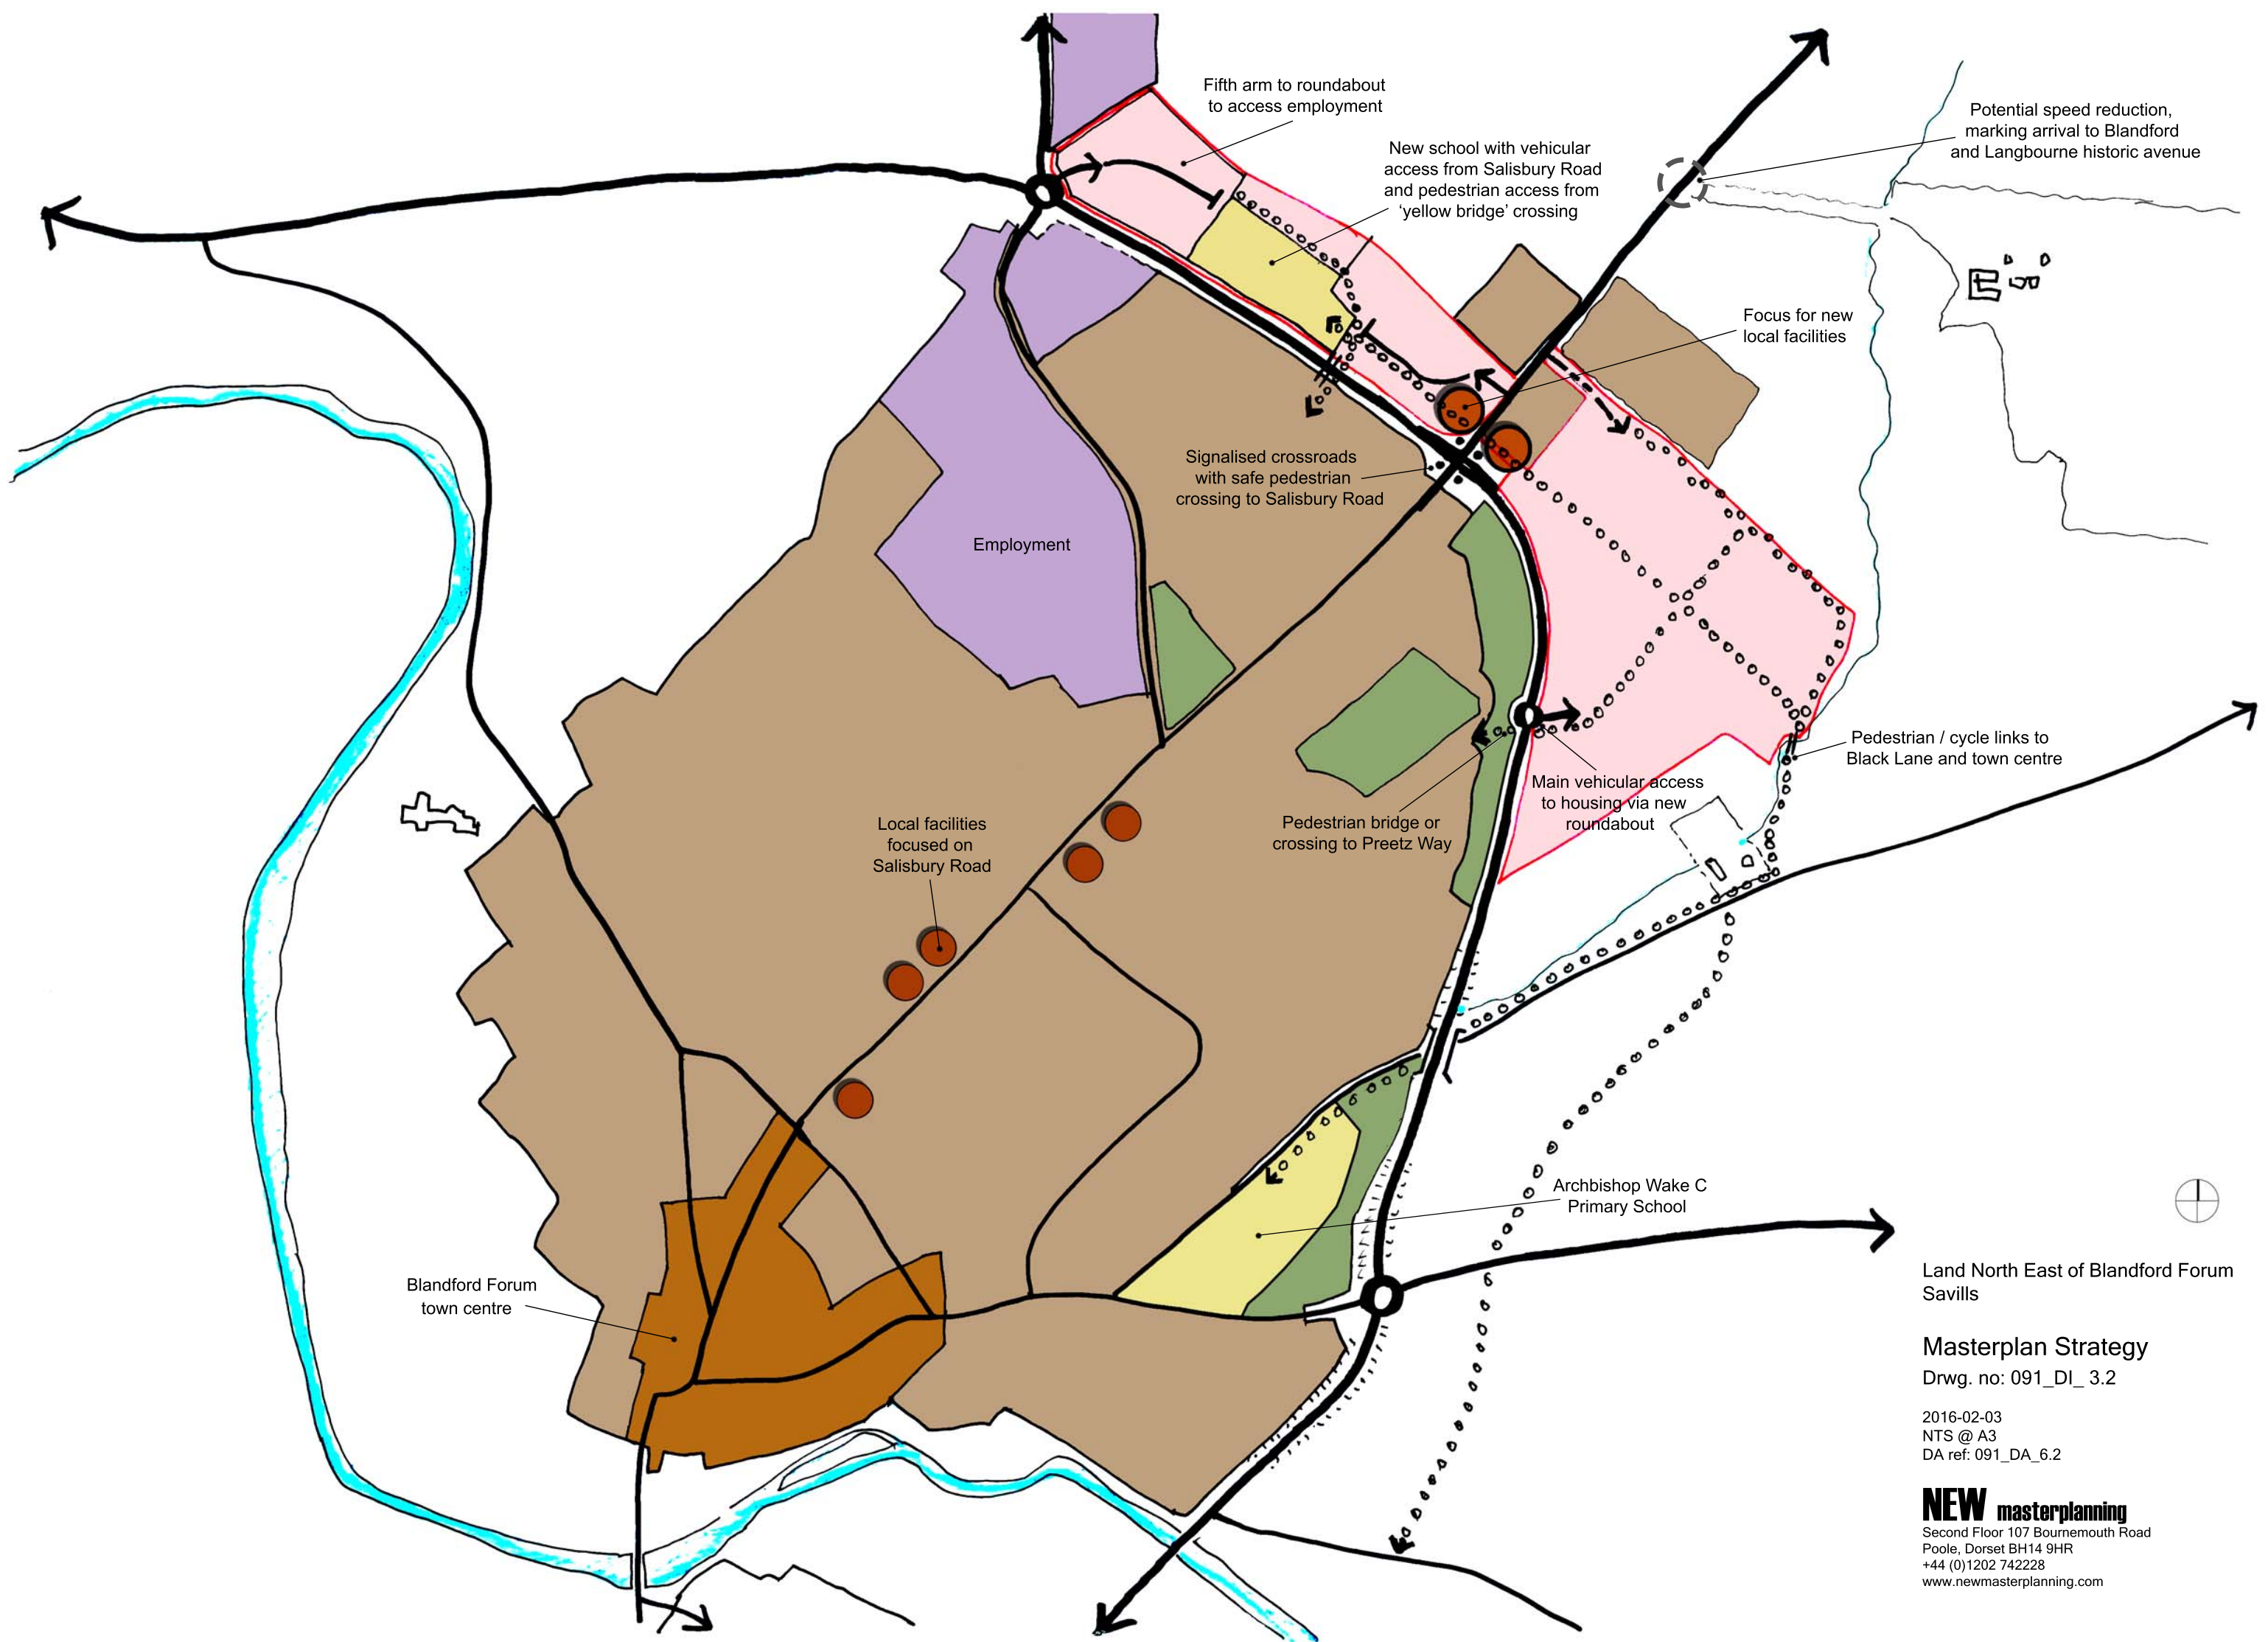 Fifth arm to roundabout
to access employment
New school with vehicular
access from Salisbury Road
and pedestrian access from
‘yellow bridge’ crossing
Potential speed reduction,
marking arrival to Blandford
and Langbourne historic avenue
Focus for new
local facilities
Signalised crossroads
with safe pedestrian
crossing to Salisbury Road
Employment
Pedestrian / cycle links to
Black Lane and town centre
Main vehicular access
to housing via new
roundabout
Pedestrian bridge or
crossing to Preetz Way
Local facilities
focused on
Salisbury Road
Archbishop Wake C
Primary School
Blandford Forum
town centre
Land North East of Blandford Forum
Savills
Masterplan Strategy
Drwg. no: 091_DI_ 3.2
2016-02-03
NTS @ A3
DA ref: 091_DA_6.2
NEW masterplanning
Second Floor 107 Bournemouth Road
Poole, Dorset BH14 9HR
+44 (0)1202 742228
www.newmasterplanning.com